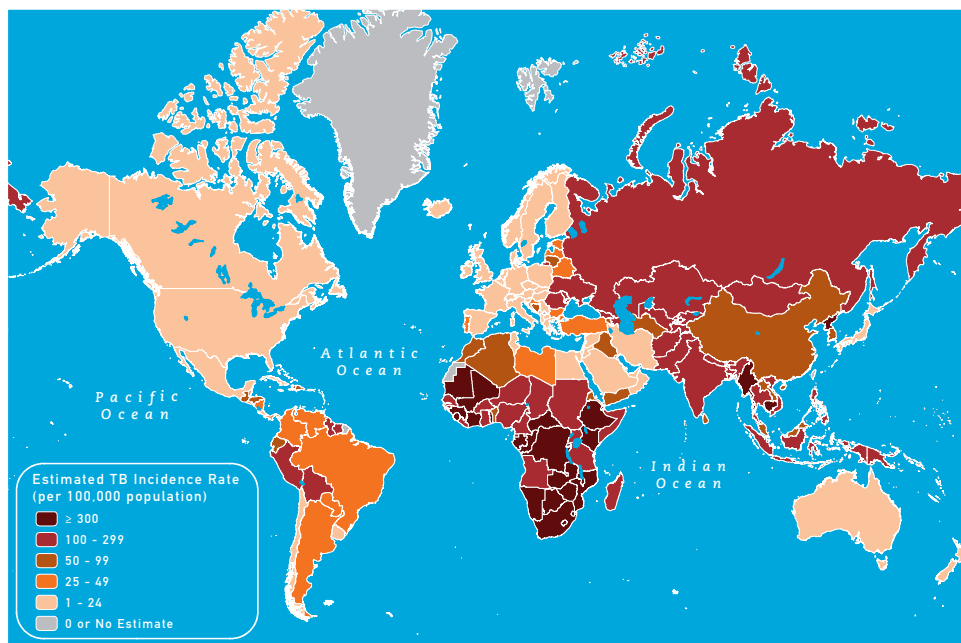 Atlantic
Ocean
Pacific
Ocean
Indian
Ocean
Estimated TB Incidence Rate
(per 100,000 population)
≥ 300
100 - 299
50 - 99
25 - 49
1 - 24
0 or No Estimate